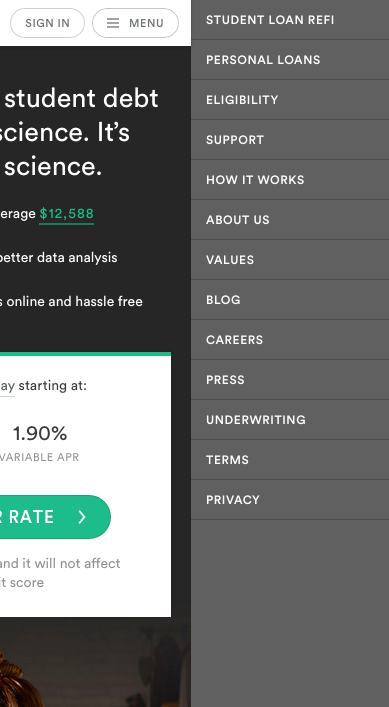 SIGN IN
MENU
student debt
science. It's
science.
erage $12,588
better data analysis
s online and hassle free
ay starting at:
1.90%
VARIABLE APR
R RATE
and it will not affect
it score
STUDENT LOAN REFI
PERSONAL LOANS
ELIGIBILITY
SUPPORT
HOW IT WORKS
ABOUT US
VALUES
BLOG
CAREERS
PRESS
UNDERWRITING
TERMS
PRIVACY